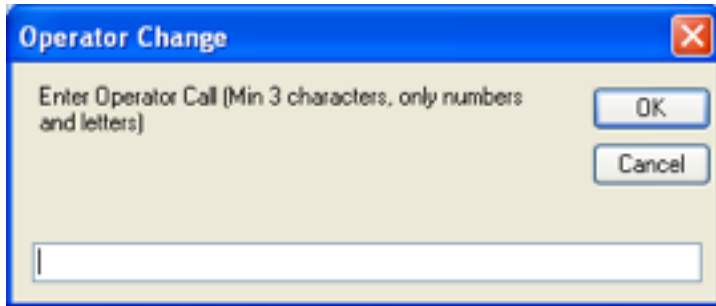 Operator Change
Enter Operator Call (Min 3 characters, only numbers
and letters)
OK
Cancel